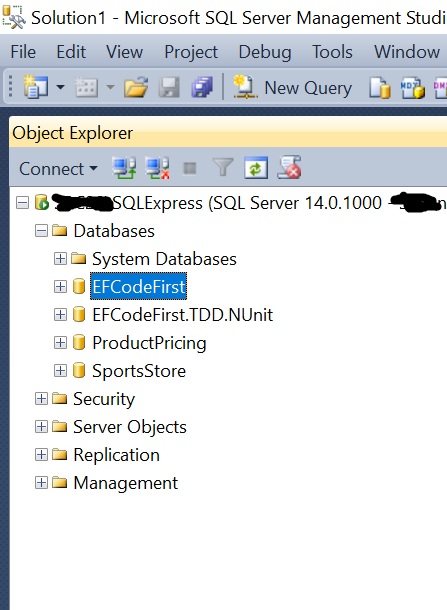 Solution1 - Microsoft SQL Server Management Studi
File Edit View Project Debug Tools Window
New Query
Object Explorer
Connect
\SQLExpress (SQL Server 14.0.1000 -
Databases
System Databases
EFCodeFirst
EFCodeFirst.TDD.NUnit
ProductPricing
SportsStore
Security
Server Objects
Replication
Management